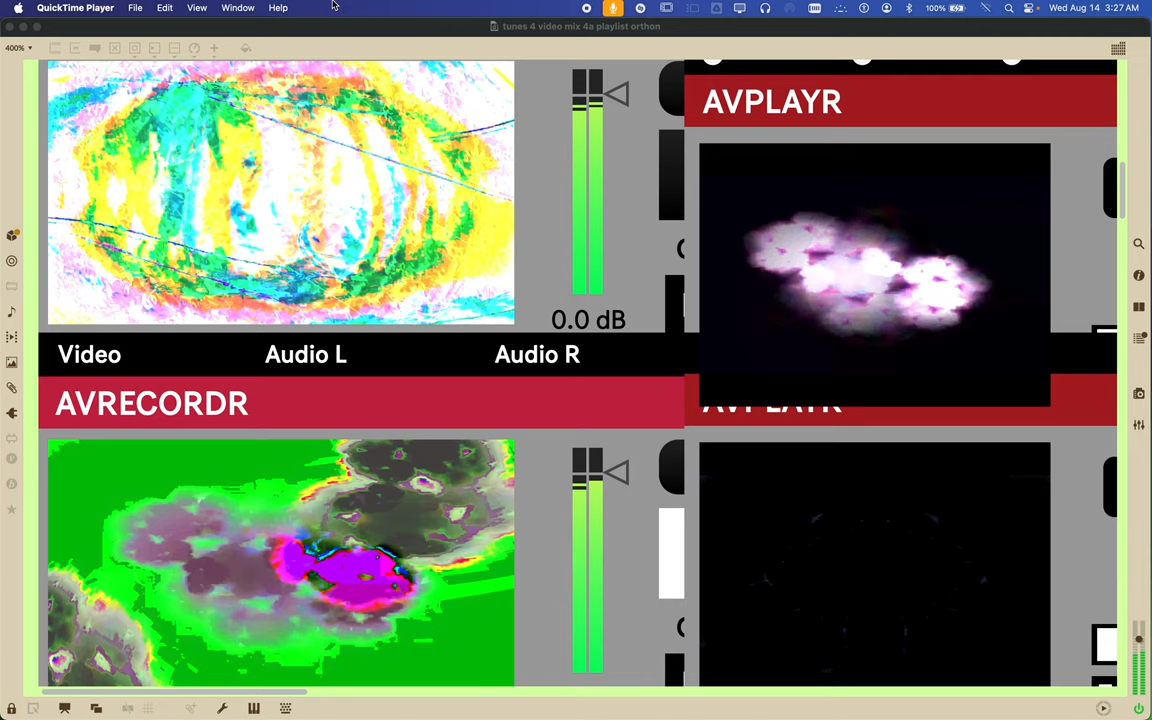 QuickTime Player File Edit View Window Help 100% Wed Aug 14 3:27 AM
tunes 4 video mix 4a playlist orthon
400%
AVPLAYR
0.0 dB
Video Audio L Audio R
AVRECORDR
AVPLAYR